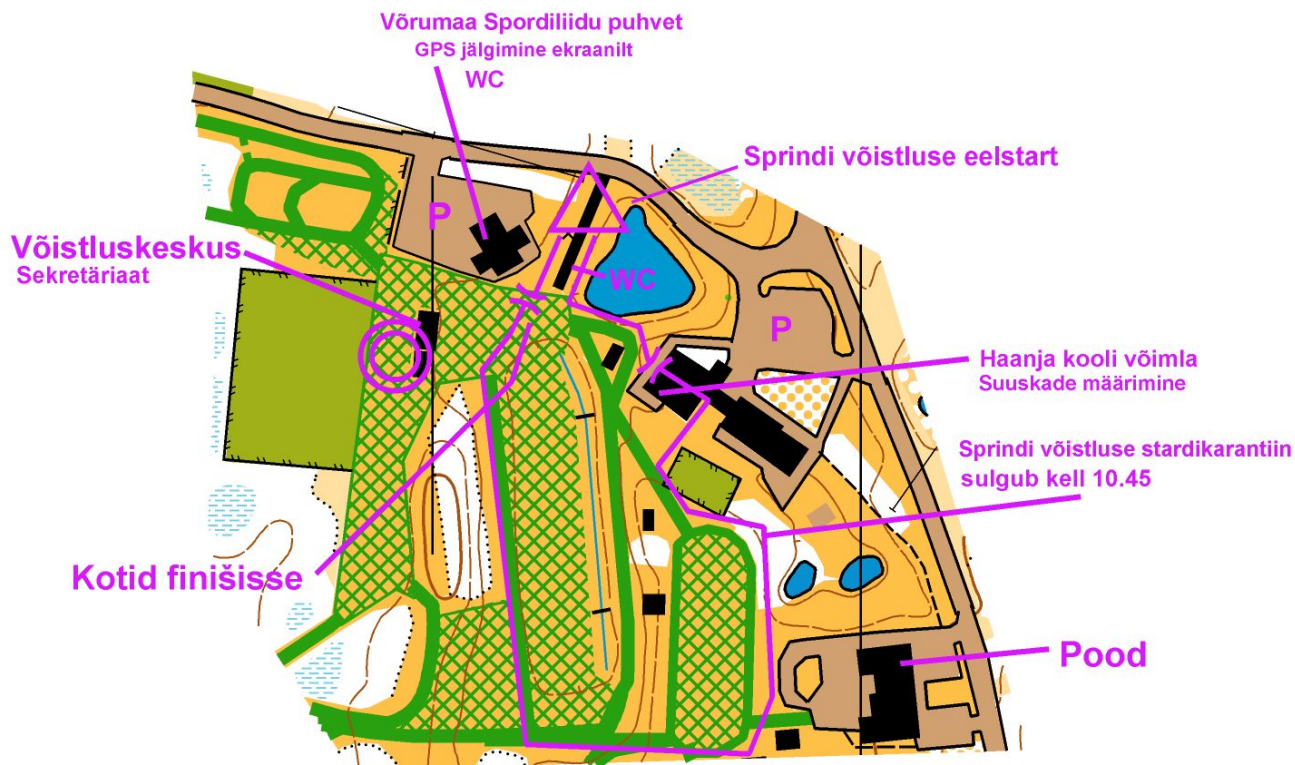 Võrumaa Spordiliidu puhvet
GPS jälgimine ekraanilt
WC
Sprindi võistluse eelstart
P
Võistluskeskus
Sekretäriaat
WC
P
Haanja kooli võimla
Suuskade määrimine
Sprindi võistluse stardikarantiin
sulgub kell 10.45
Kotid finišisse
Pood